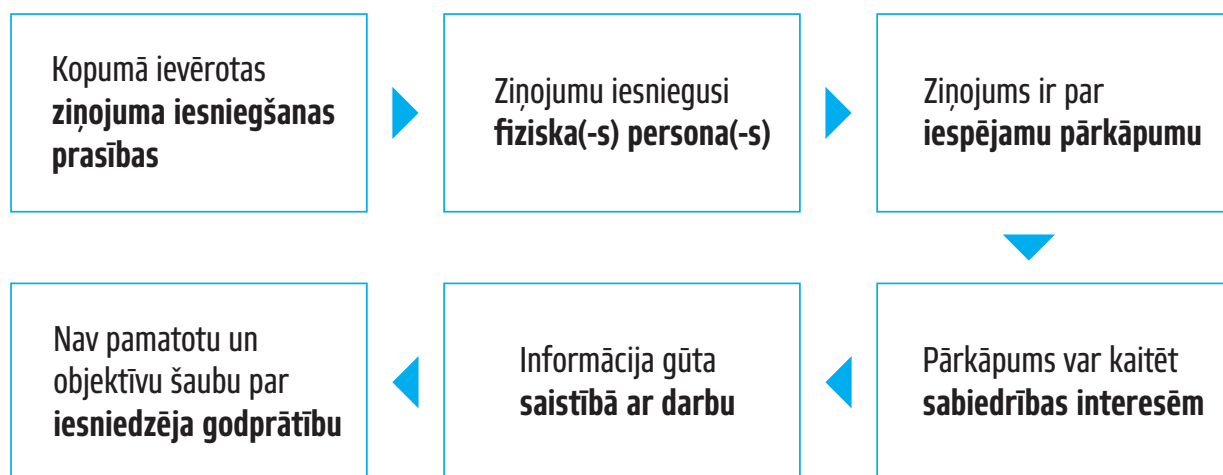 Kopumā ievērotas
ziņojuma iesniegšanas
prasības
Ziņojumu iesniegusi
fiziska(-s) persona(-s)
Ziņojums ir par
iespējamu pārkāpumu
Pārkāpums var kaitēt
sabiedrības interesēm
Informācija gūta
saistībā ar darbu
Nav pamatotu un
objektīvu šaubu par
iesniedzēja godprātību